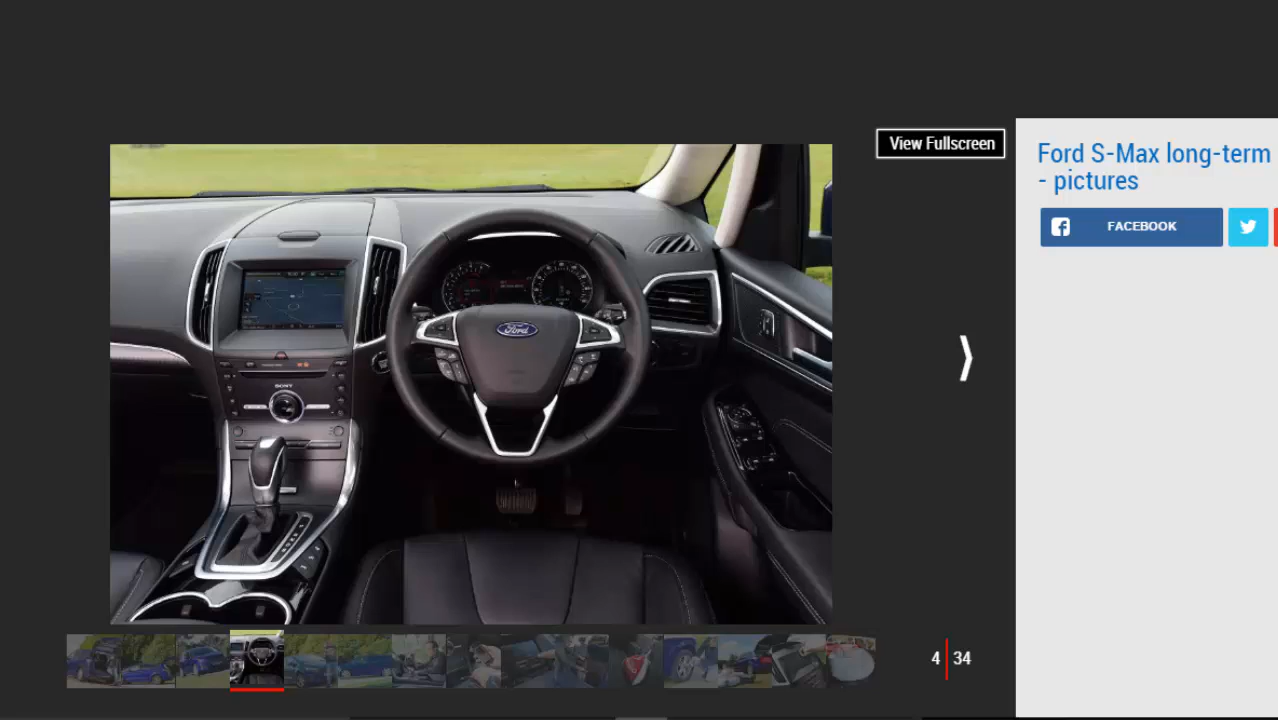 View Fullscreen
Ford S-Max long-term
- pictures
FACEBOOK
Ford
SONY
4 34